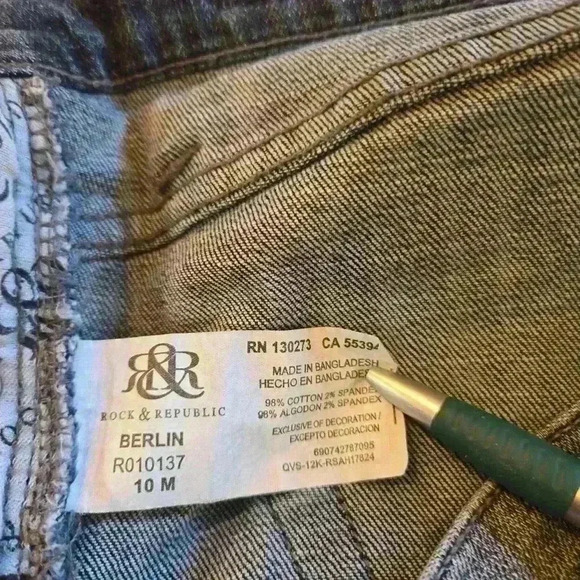 R&R
ROCK & REPUBLIC
BERLIN
R010137
10 M
RN 130273 CA 55394
MADE IN BANGLADESH
HECHO EN BANGLADE
98% COTTON 2% SPANDEX
98% ALGODON 2% SPANDEX
EXCLUSIVE OF DECORATION /
EXCEPTO DECORACION
690742787095
QVS-12K-RSAH17624